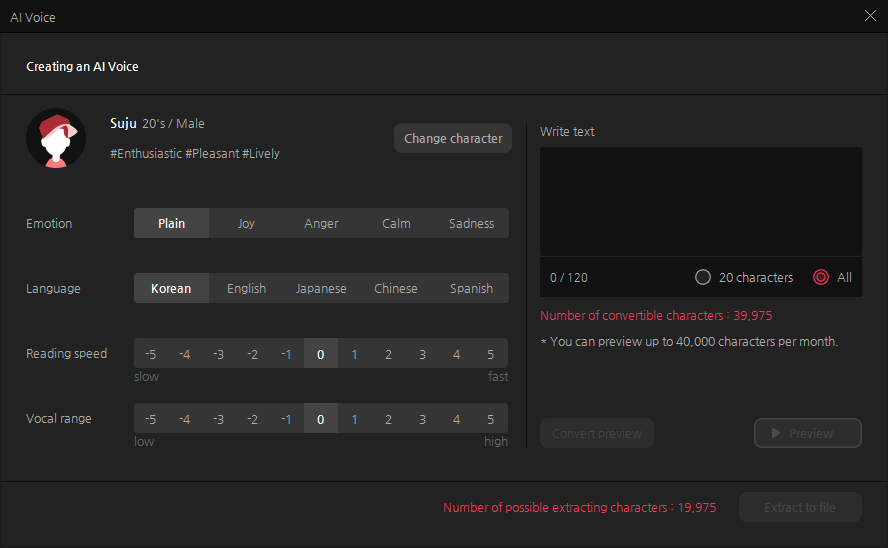 AI Voice
Creating an AI Voice
Suju 20's / Male
#Enthusiastic #Pleasant #Lively
Change character
Emotion
Plain Joy Anger Calm Sadness
Language
Korean English Japanese Chinese Spanish
Reading speed
-5 -4 -3 -2 -1 0 1 2 3 4 5
slow fast
Vocal range
-5 -4 -3 -2 -1 0 1 2 3 4 5
low high
Write text
0 / 120 20 characters All
Number of convertible characters : 39,975
* You can preview up to 40,000 characters per month.
Convert preview Preview
Number of possible extracting characters : 19,975 Extract to file